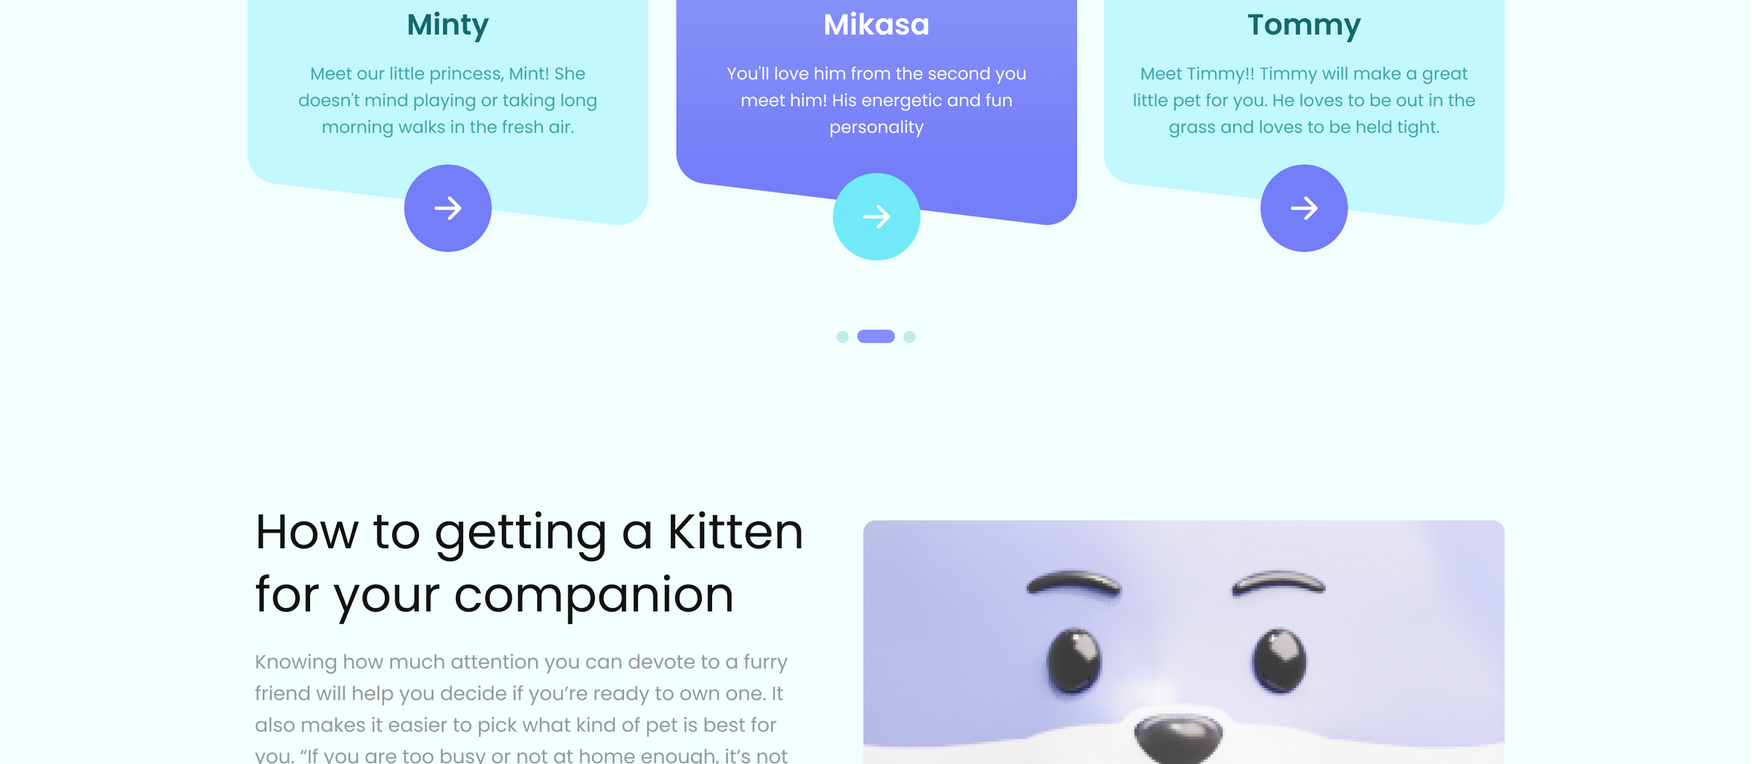 Minty
Meet our little princess, Mint! She
doesn't mind playing or taking long
morning walks in the fresh air.
Mikasa
You'll love him from the second you
meet him! His energetic and fun
personality
Tommy
Meet Timmy!! Timmy will make a great
little pet for you. He loves to be out in the
grass and loves to be held tight.
How to getting a Kitten
for your companion
Knowing how much attention you can devote to a furry
friend will help you decide if you’re ready to own one. It
also makes it easier to pick what kind of pet is best for
you. “If you are too busy or not at home enough, it’s not